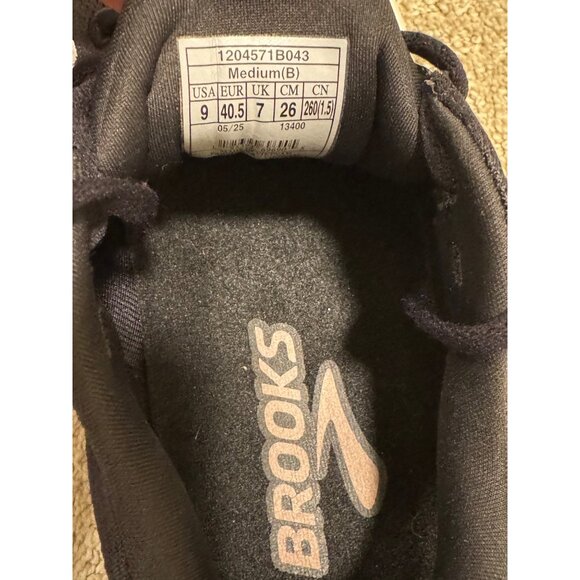 1204571B043
Medium(B)
USA EUR UK CM CN
9 40.5 7 26 260(1.5)
05/25 13400
BROOKS